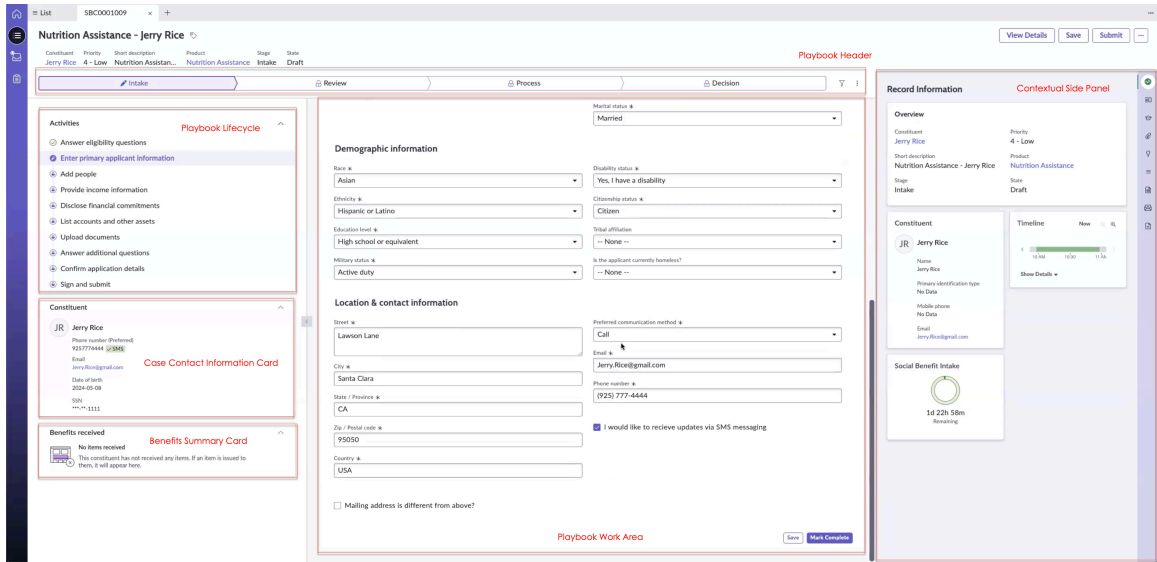 List
SBC0001009
×
+
Nutrition Assistance - Jerry Rice
View Details
Save
Submit
Constituent
Priority
Short description
Product
Stage
State
Jerry Rice
4 - Low
Nutrition Assistan...
Nutrition Assistance
Intake
Draft
Playbook Header
Intake
Review
Process
Decision
Activities
Playbook Lifecycle
Answer eligibility questions
Enter primary applicant information
Add people
Provide income information
Disclose financial commitments
List accounts and other assets
Upload documents
Answer additional questions
Confirm application details
Sign and submit
Constituent
JR
Jerry Rice
Phone number (Preferred)
9257774444
SMS
Email
Jerry.Rice@gmail.com
Case Contact Information Card
Date of birth
2024-05-08
SSN
***-**-1111
Benefits received
Benefits Summary Card
No items received
This constituent has not received any items. If an item is issued to
them, it will appear here.
Marital status *
Married
Demographic information
Race *
Asian
Disability status *
Yes, I have a disability
Ethnicity *
Hispanic or Latino
Citizenship status *
Citizen
Education level *
High school or equivalent
Tribal affiliation
-- None --
Military status *
Active duty
Is the applicant currently homeless?
-- None --
Location & contact information
Street *
Lawson Lane
Preferred communication method *
Call
Email *
Jerry.Rice@gmail.com
City *
Santa Clara
Phone number *
(925) 777-4444
State / Province *
CA
Zip / Postal code *
95050
I would like to recieve updates via SMS messaging
Country *
USA
Mailing address is different from above?
Playbook Work Area
Save
Mark Complete
Record Information
Contextual Side Panel
Overview
Constituent
Jerry Rice
Priority
4 - Low
Short description
Nutrition Assistance - Jerry Rice
Product
Nutrition Assistance
Stage
Intake
State
Draft
Constituent
JR
Jerry Rice
Name
Jerry Rice
Primary identification type
No Data
Mobile phone
No Data
Email
Jerry.Rice@gmail.com
Timeline
Now
10 AM
10:30
11 AM
Show Details
Social Benefit Intake
1d 22h 58m
Remaining